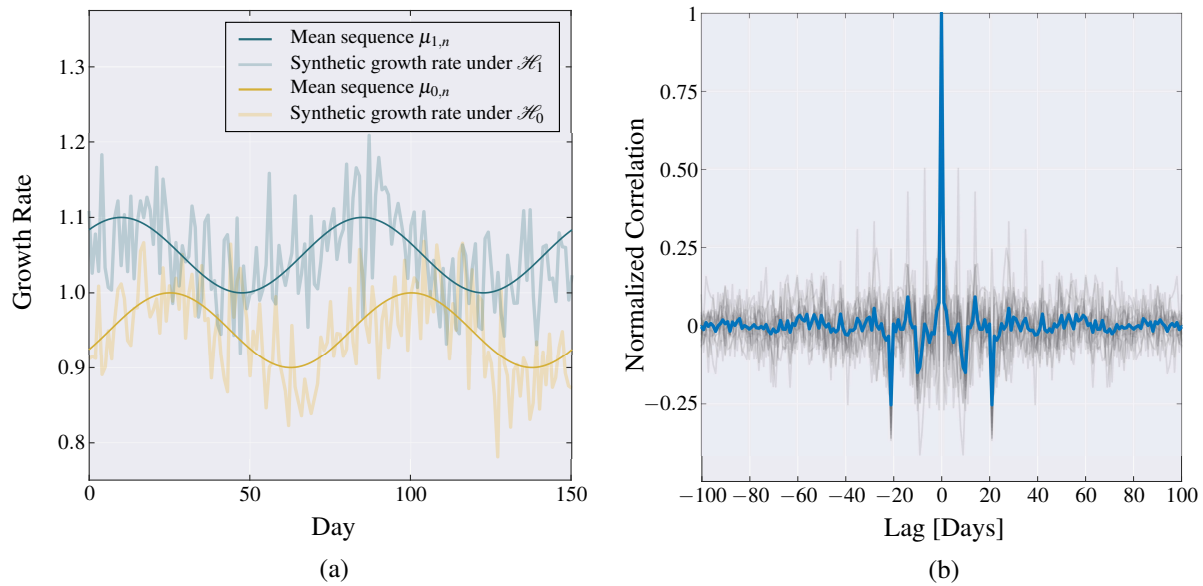 Mean sequence μ1,n
Synthetic growth rate under ℋ1
Mean sequence μ0,n
Synthetic growth rate under ℋ0
1.3
1.2
1.1
1.0
0.9
0.8
Growth Rate
0 50 100 150
Day
(a)
1
0.75
0.5
0.25
0
−0.25
Normalized Correlation
−100 −80 −60 −40 −20 0 20 40 60 80 100
Lag [Days]
(b)